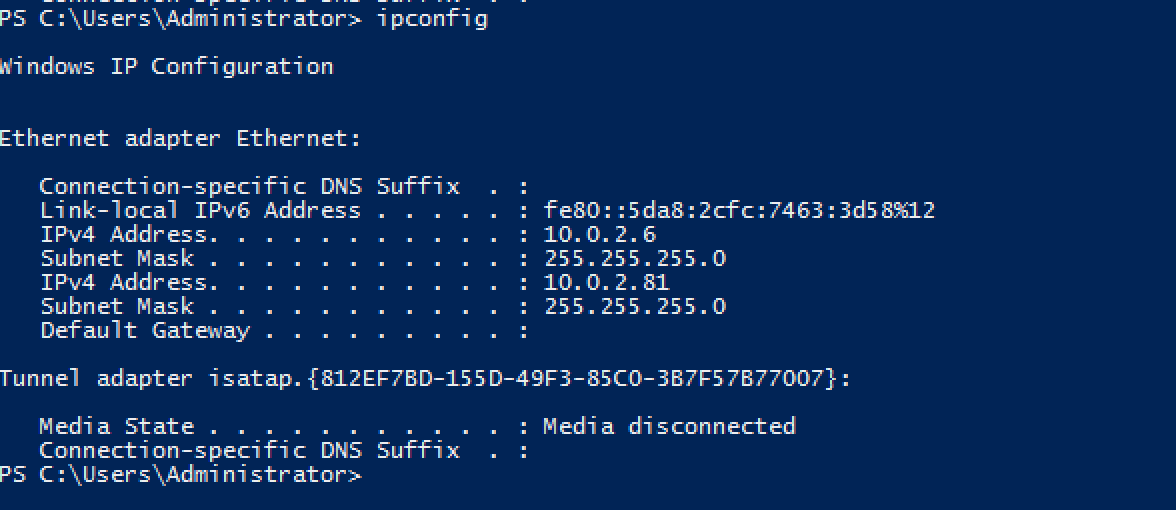 PS C:\Users\Administrator> ipconfig
Windows IP Configuration
Ethernet adapter Ethernet:
Connection-specific DNS Suffix . :
Link-local IPv6 Address . . . . . : fe80::5da8:2cfc:7463:3d58%12
IPv4 Address. . . . . . . . . . . : 10.0.2.6
Subnet Mask . . . . . . . . . . . : 255.255.255.0
IPv4 Address. . . . . . . . . . . : 10.0.2.81
Subnet Mask . . . . . . . . . . . : 255.255.255.0
Default Gateway . . . . . . . . . :
Tunnel adapter isatap.{812EF7BD-155D-49F3-85C0-3B7F57B77007}:
Media State . . . . . . . . . . . : Media disconnected
Connection-specific DNS Suffix . :
PS C:\Users\Administrator>